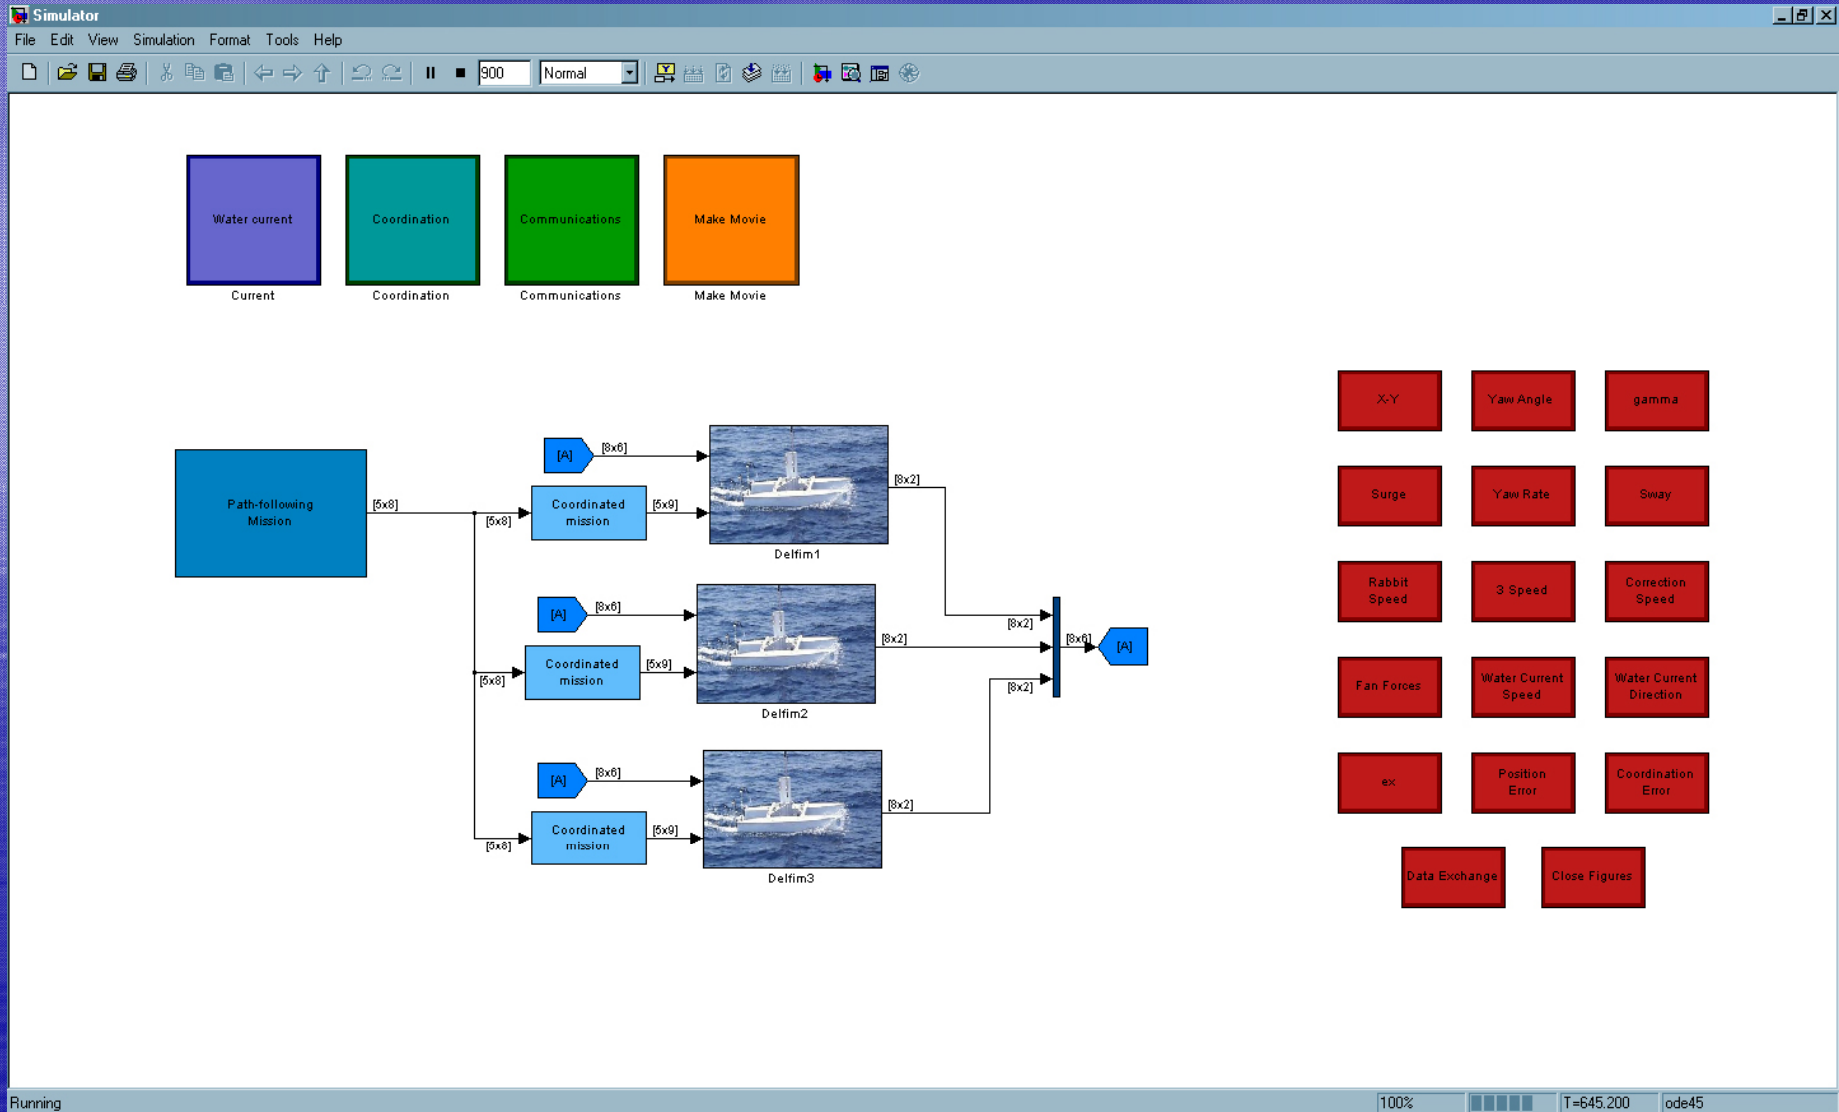 Simulator
File Edit View Simulation Format Tools Help
900 Normal
Water current
Coordination
Communications
Make Movie
Current
Coordination
Communications
Make Movie
X-Y
Yaw Angle
gamma
Surge
Yaw Rate
Sway
Rabbit
Speed
3 Speed
Correction
Speed
Fan Forces
Water Current
Speed
Water Current
Direction
ex
Position
Error
Coordination
Error
Data Exchange
Close Figures
Path-following
Mission
[5x8]
[A]
[8x6]
[5x8]
Coordinated
mission
[5x9]
Delfim1
[8x2]
[A]
[8x6]
[5x8]
Coordinated
mission
[5x9]
Delfim2
[8x2]
[A]
[8x6]
[5x8]
Coordinated
mission
[5x9]
Delfim3
[8x2]
[8x2]
[8x2]
[8x6]
[A]
Running
100%
T=645.200
ode45